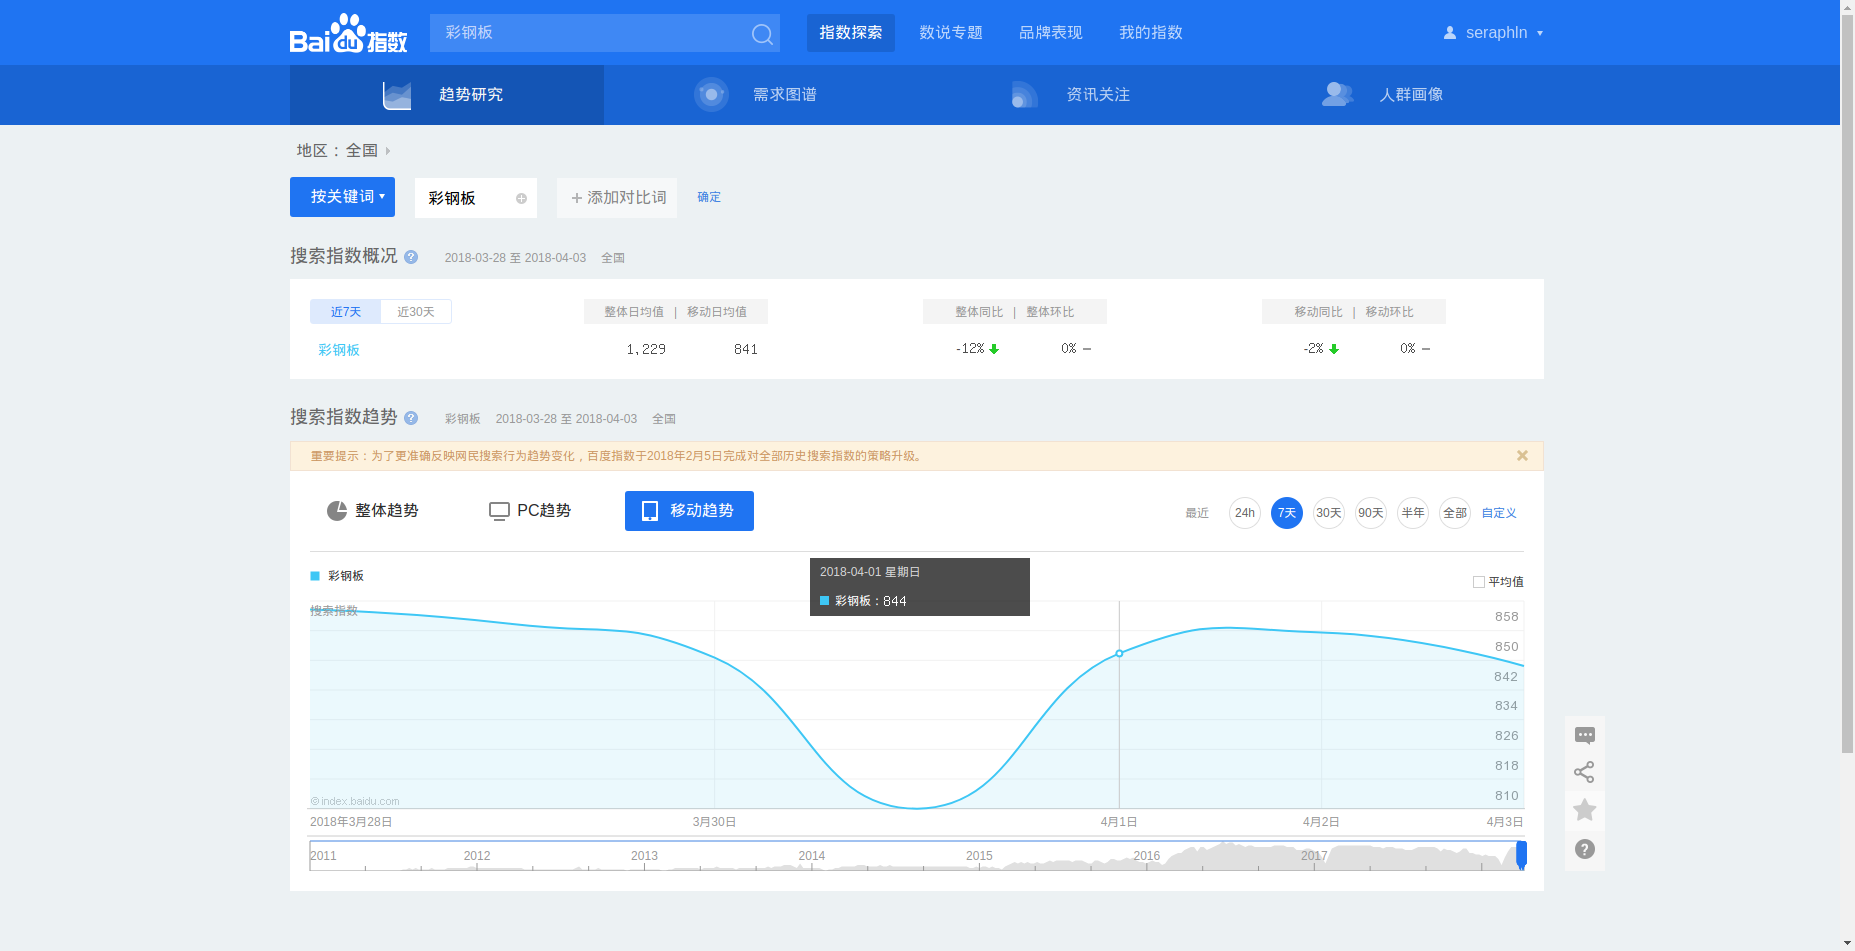 Bai du 指数 彩钢板 指数探索 数说专题 品牌表现 我的指数 seraphln
趋势研究 需求图谱 资讯关注 人群画像
地区：全国
按关键词 彩钢板 + 添加对比词 确定
搜索指数概况 ? 2018-03-28 至 2018-04-03 全国
近7天 近30天 整体日均值 | 移动日均值 整体同比 | 整体环比 移动同比 | 移动环比
彩钢板 1,229 841 -12% 0% -2% 0%
搜索指数趋势 ? 彩钢板 2018-03-28 至 2018-04-03 全国
重要提示：为了更准确反映网民搜索行为趋势变化，百度指数于2018年2月5日完成对全部历史搜索指数的策略升级。
整体趋势 PC趋势 移动趋势 最近 24h 7天 30天 90天 半年 全部 自定义
2018-04-01 星期日
彩钢板 平均值
彩钢板：844
搜索指数
858
850
842
834
826
818
810
©index.baidu.com
2018年3月28日 3月30日 4月1日 4月2日 4月3日
2011 2012 2013 2014 2015 2016 2017
?